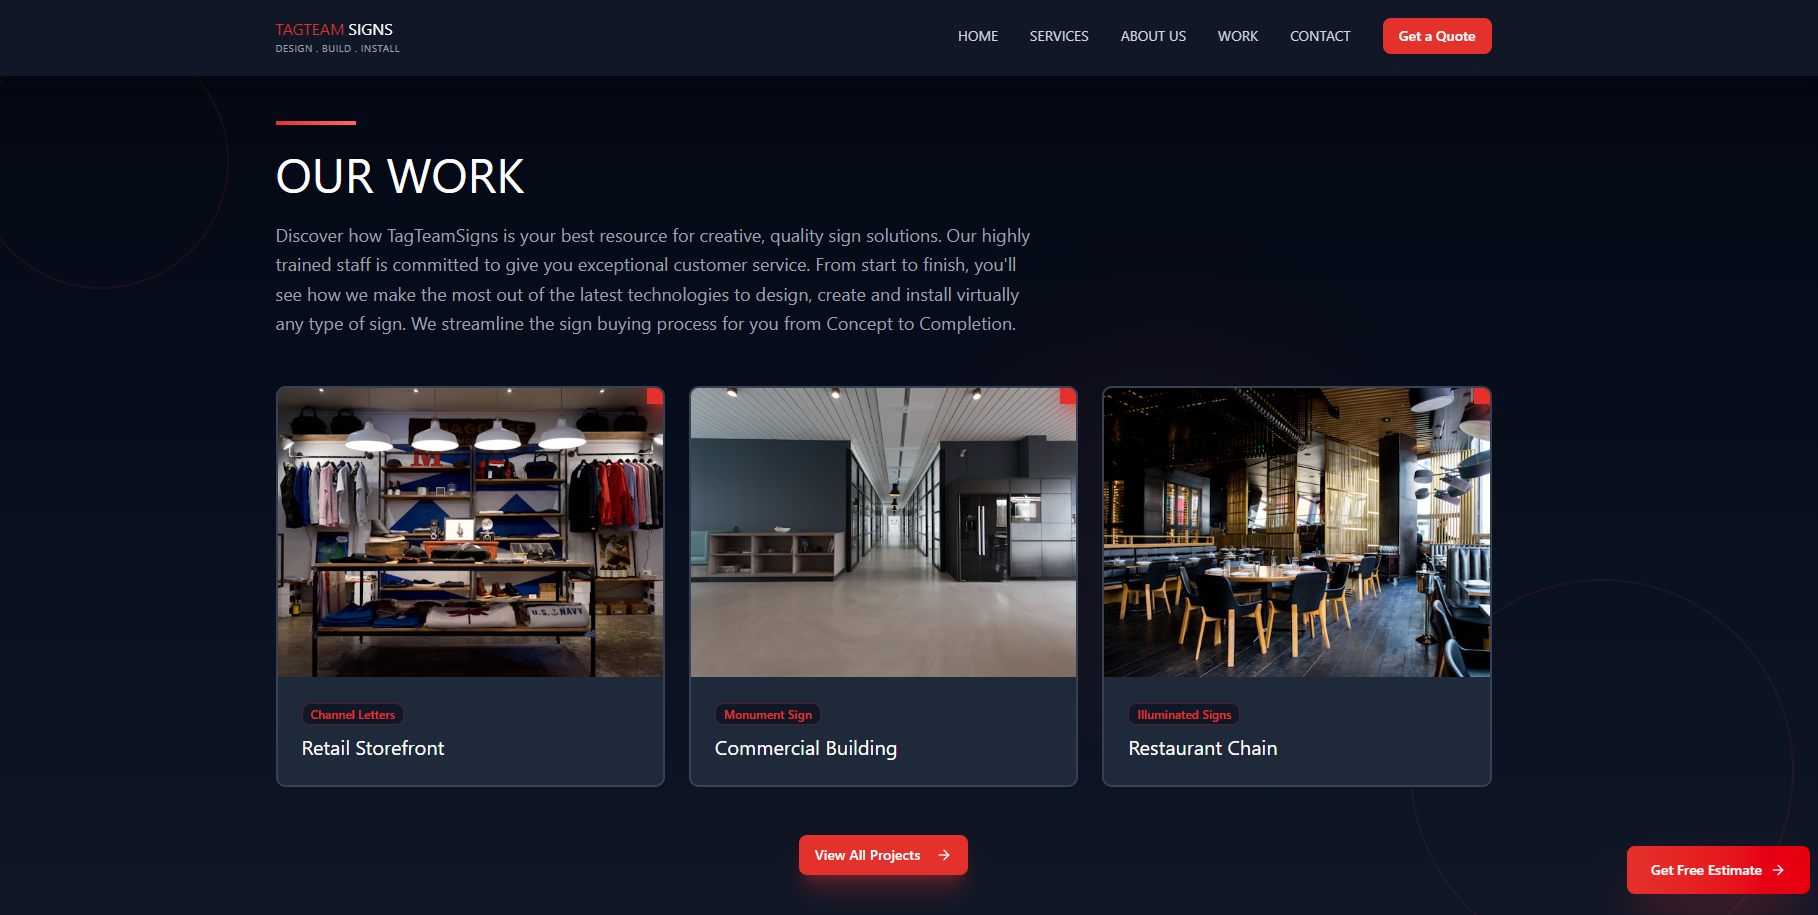 TAGTEAM SIGNS
DESIGN . BUILD . INSTALL
HOME
SERVICES
ABOUT US
WORK
CONTACT
Get a Quote
OUR WORK
Discover how TagTeamSigns is your best resource for creative, quality sign solutions. Our highly
trained staff is committed to give you exceptional customer service. From start to finish, you'll
see how we make the most out of the latest technologies to design, create and install virtually
any type of sign. We streamline the sign buying process for you from Concept to Completion.
U.S. NAVY
Channel Letters
Retail Storefront
Monument Sign
Commercial Building
Illuminated Signs
Restaurant Chain
View All Projects
Get Free Estimate